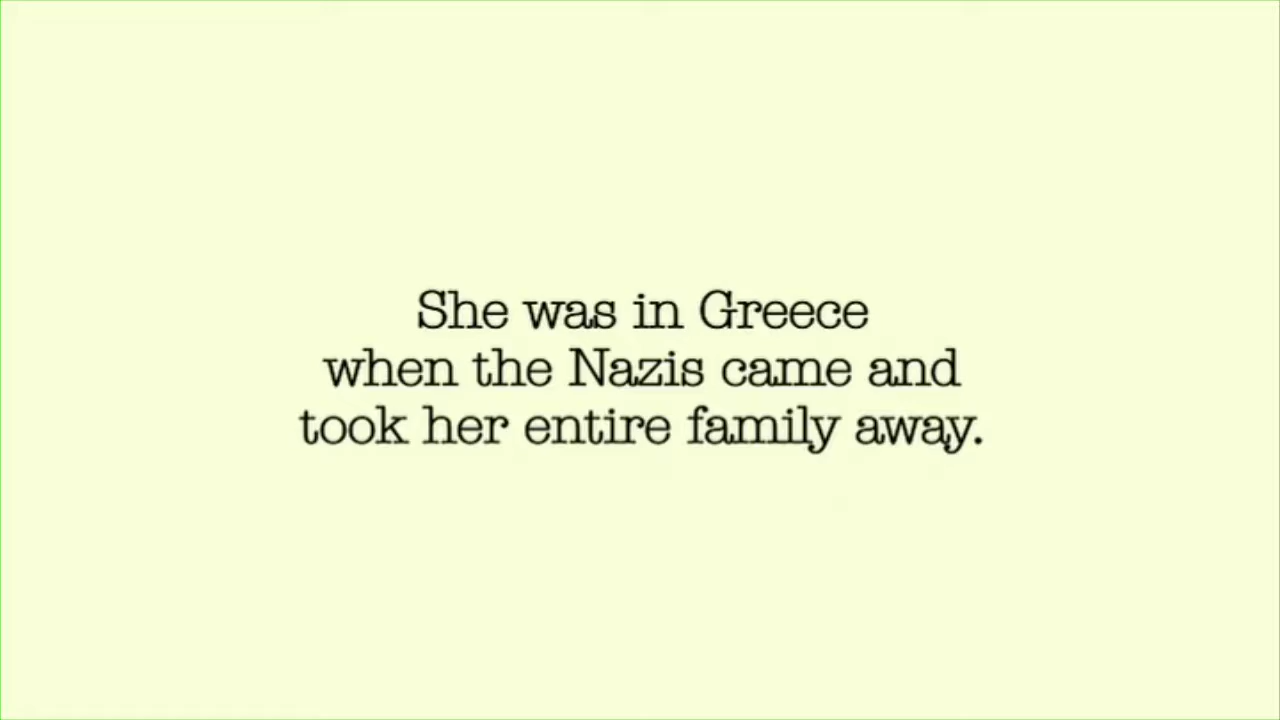 She was in Greece
when the Nazis came and
took her entire family away.